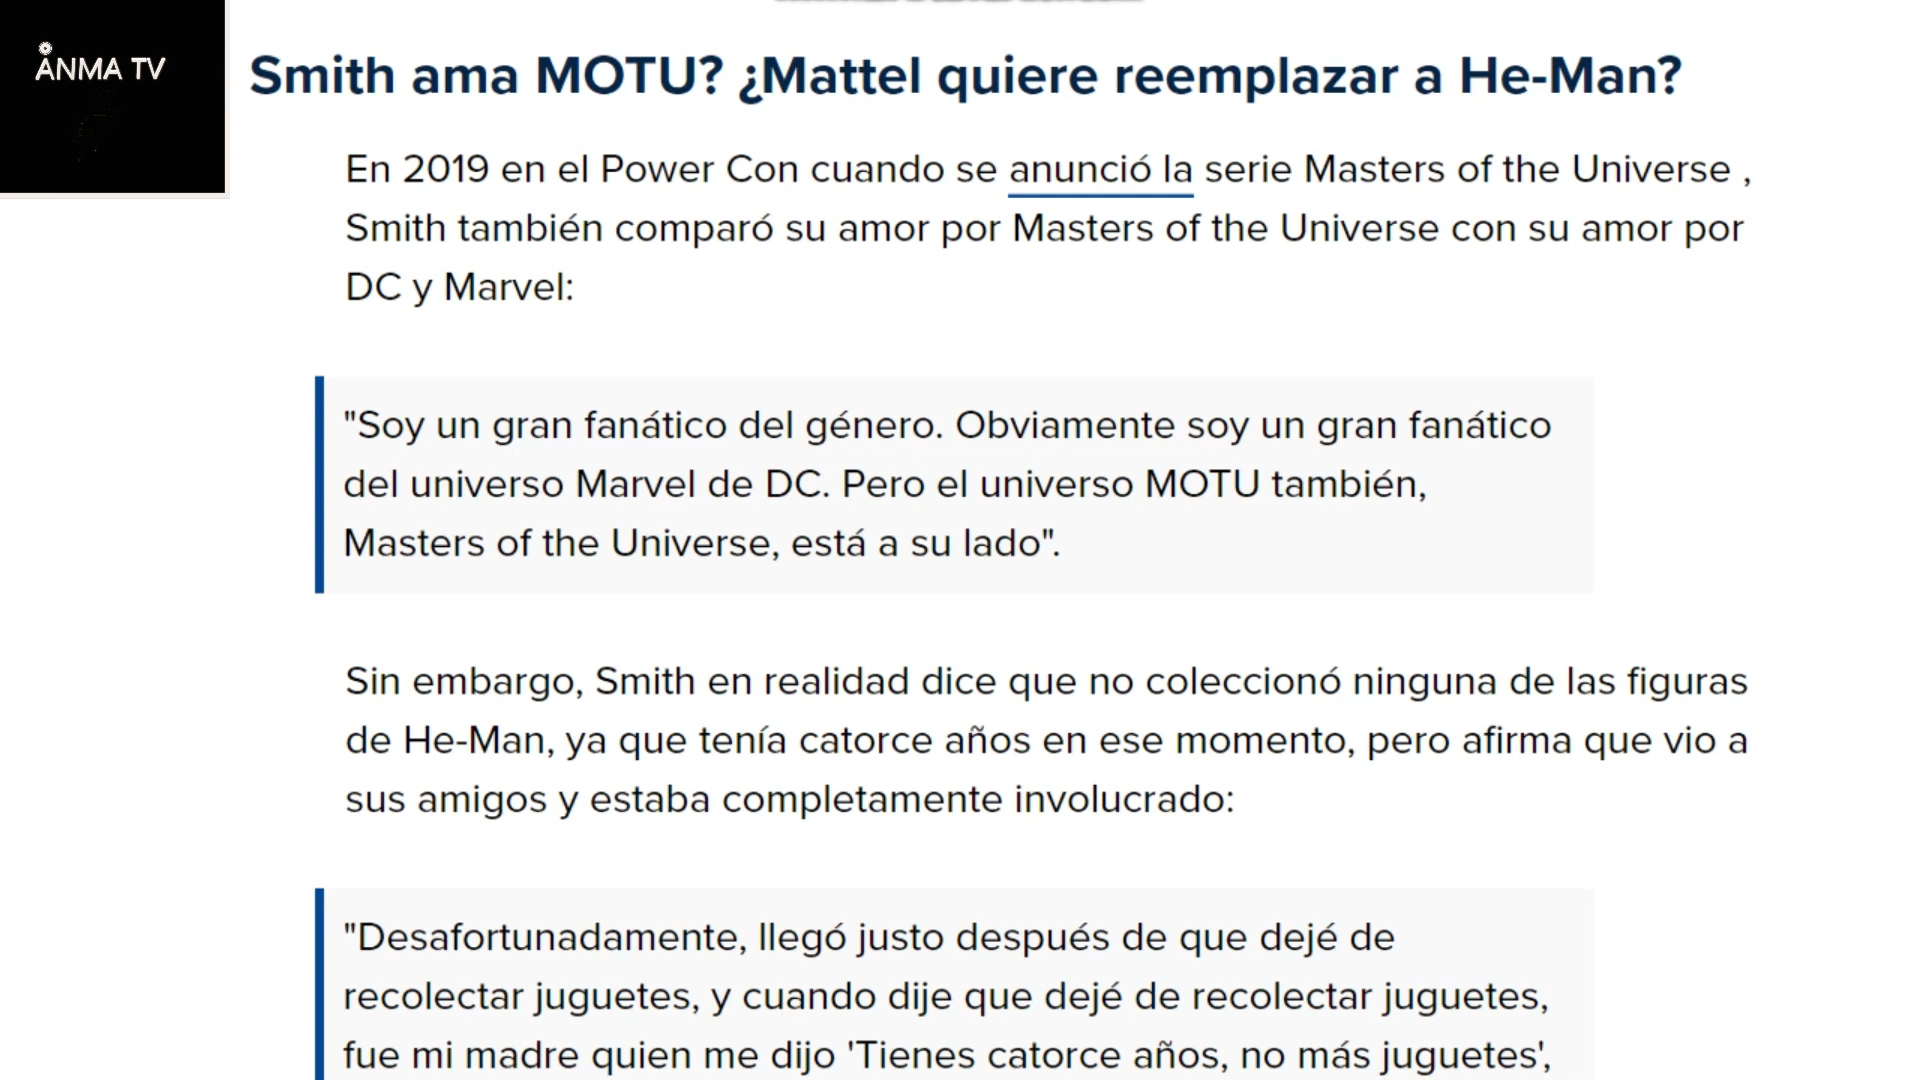 ANMA TV
Smith ama MOTU? ¿Mattel quiere reemplazar a He-Man?
En 2019 en el Power Con cuando se anunció la serie Masters of the Universe ,
Smith también comparó su amor por Masters of the Universe con su amor por
DC y Marvel:
"Soy un gran fanático del género. Obviamente soy un gran fanático
del universo Marvel de DC. Pero el universo MOTU también,
Masters of the Universe, está a su lado".
Sin embargo, Smith en realidad dice que no coleccionó ninguna de las figuras
de He-Man, ya que tenía catorce años en ese momento, pero afirma que vio a
sus amigos y estaba completamente involucrado:
"Desafortunadamente, llegó justo después de que dejé de
recolectar juguetes, y cuando dije que dejé de recolectar juguetes,
fue mi madre quien me dijo 'Tienes catorce años, no más juguetes',